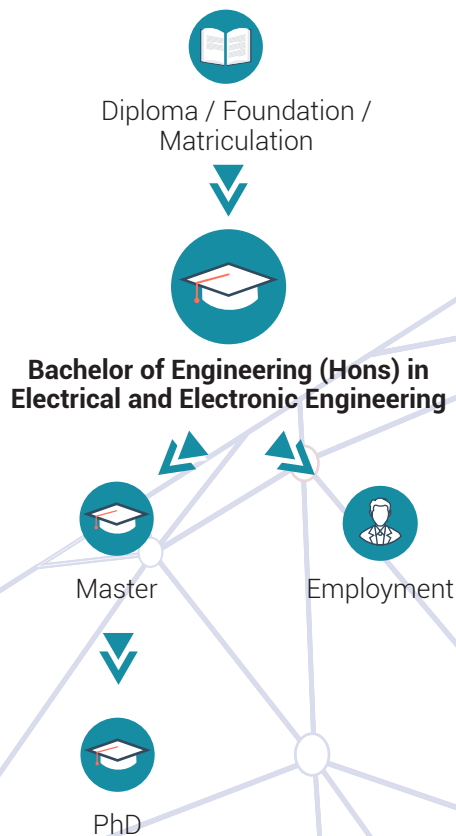 Diploma / Foundation /
Matriculation
Bachelor of Engineering (Hons) in
Electrical and Electronic Engineering
Master
Employment
PhD